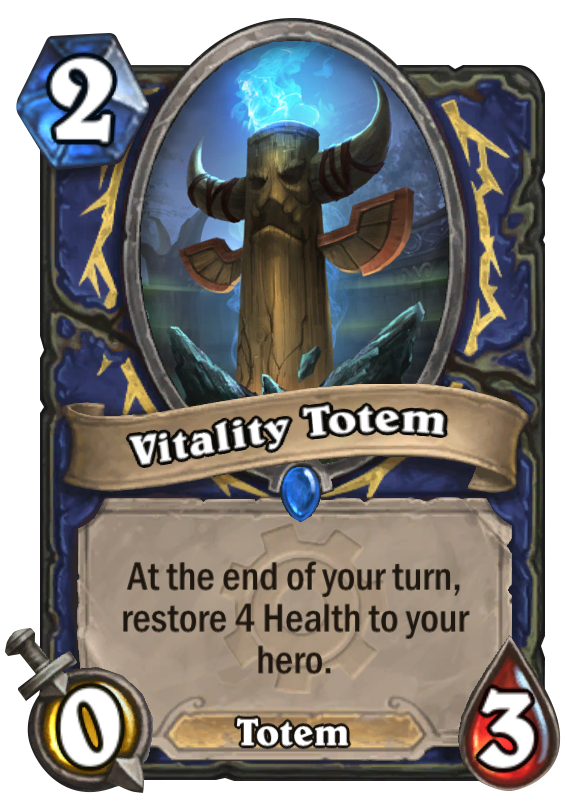 2
Vitality Totem
At the end of your turn,
restore 4 Health to your
hero.
0
Totem
3